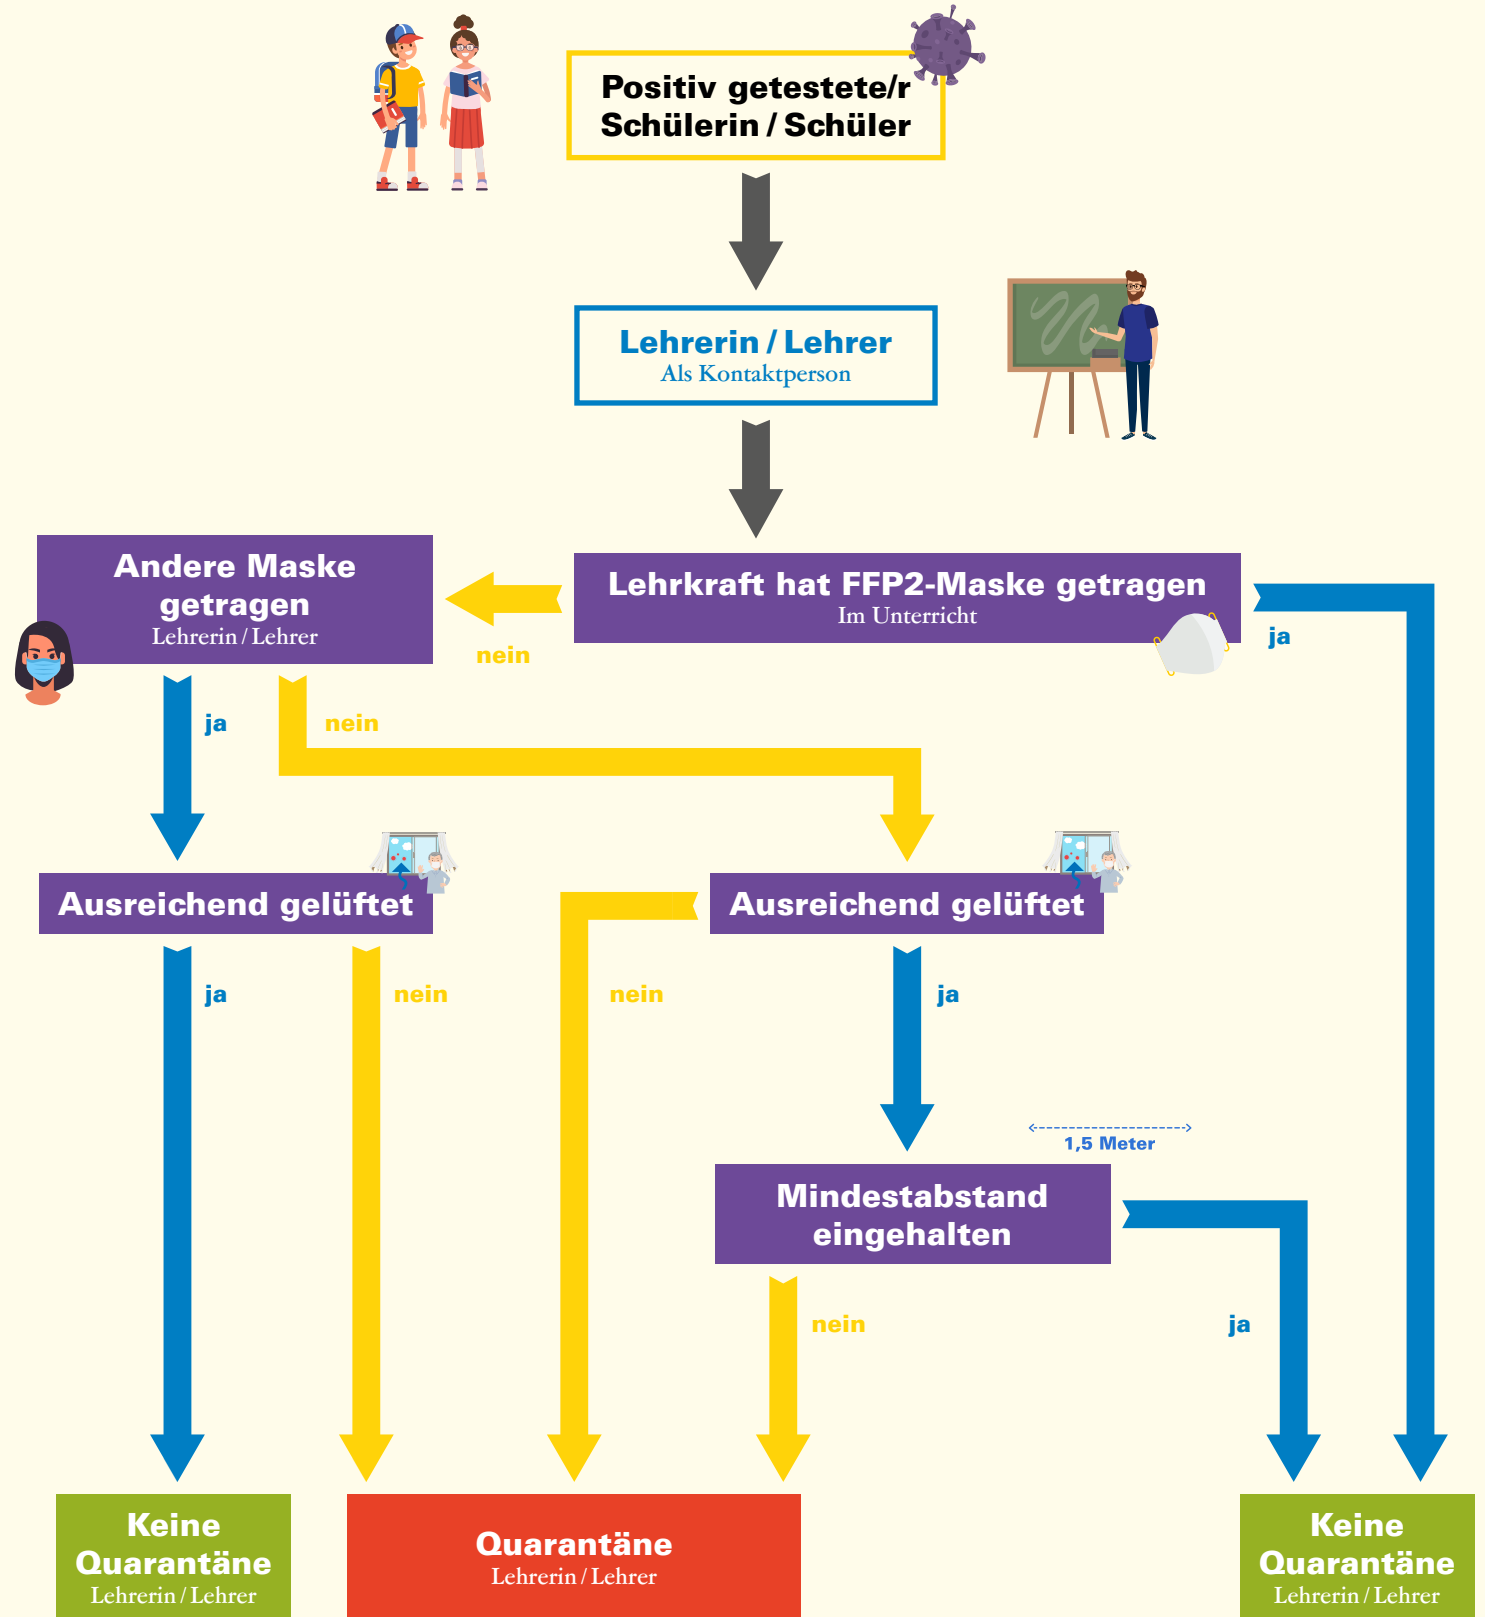 Positiv getestete/r
Schülerin / Schüler
Lehrerin / Lehrer
Als Kontaktperson
Andere Maske
getragen
Lehrerin / Lehrer
Lehrkraft hat FFP2-Maske getragen
Im Unterricht
nein
ja
ja
nein
Ausreichend gelüftet
Ausreichend gelüftet
ja
nein
nein
ja
1,5 Meter
Mindestabstand
eingehalten
nein
ja
Keine
Quarantäne
Lehrerin / Lehrer
Quarantäne
Lehrerin / Lehrer
Keine
Quarantäne
Lehrerin / Lehrer